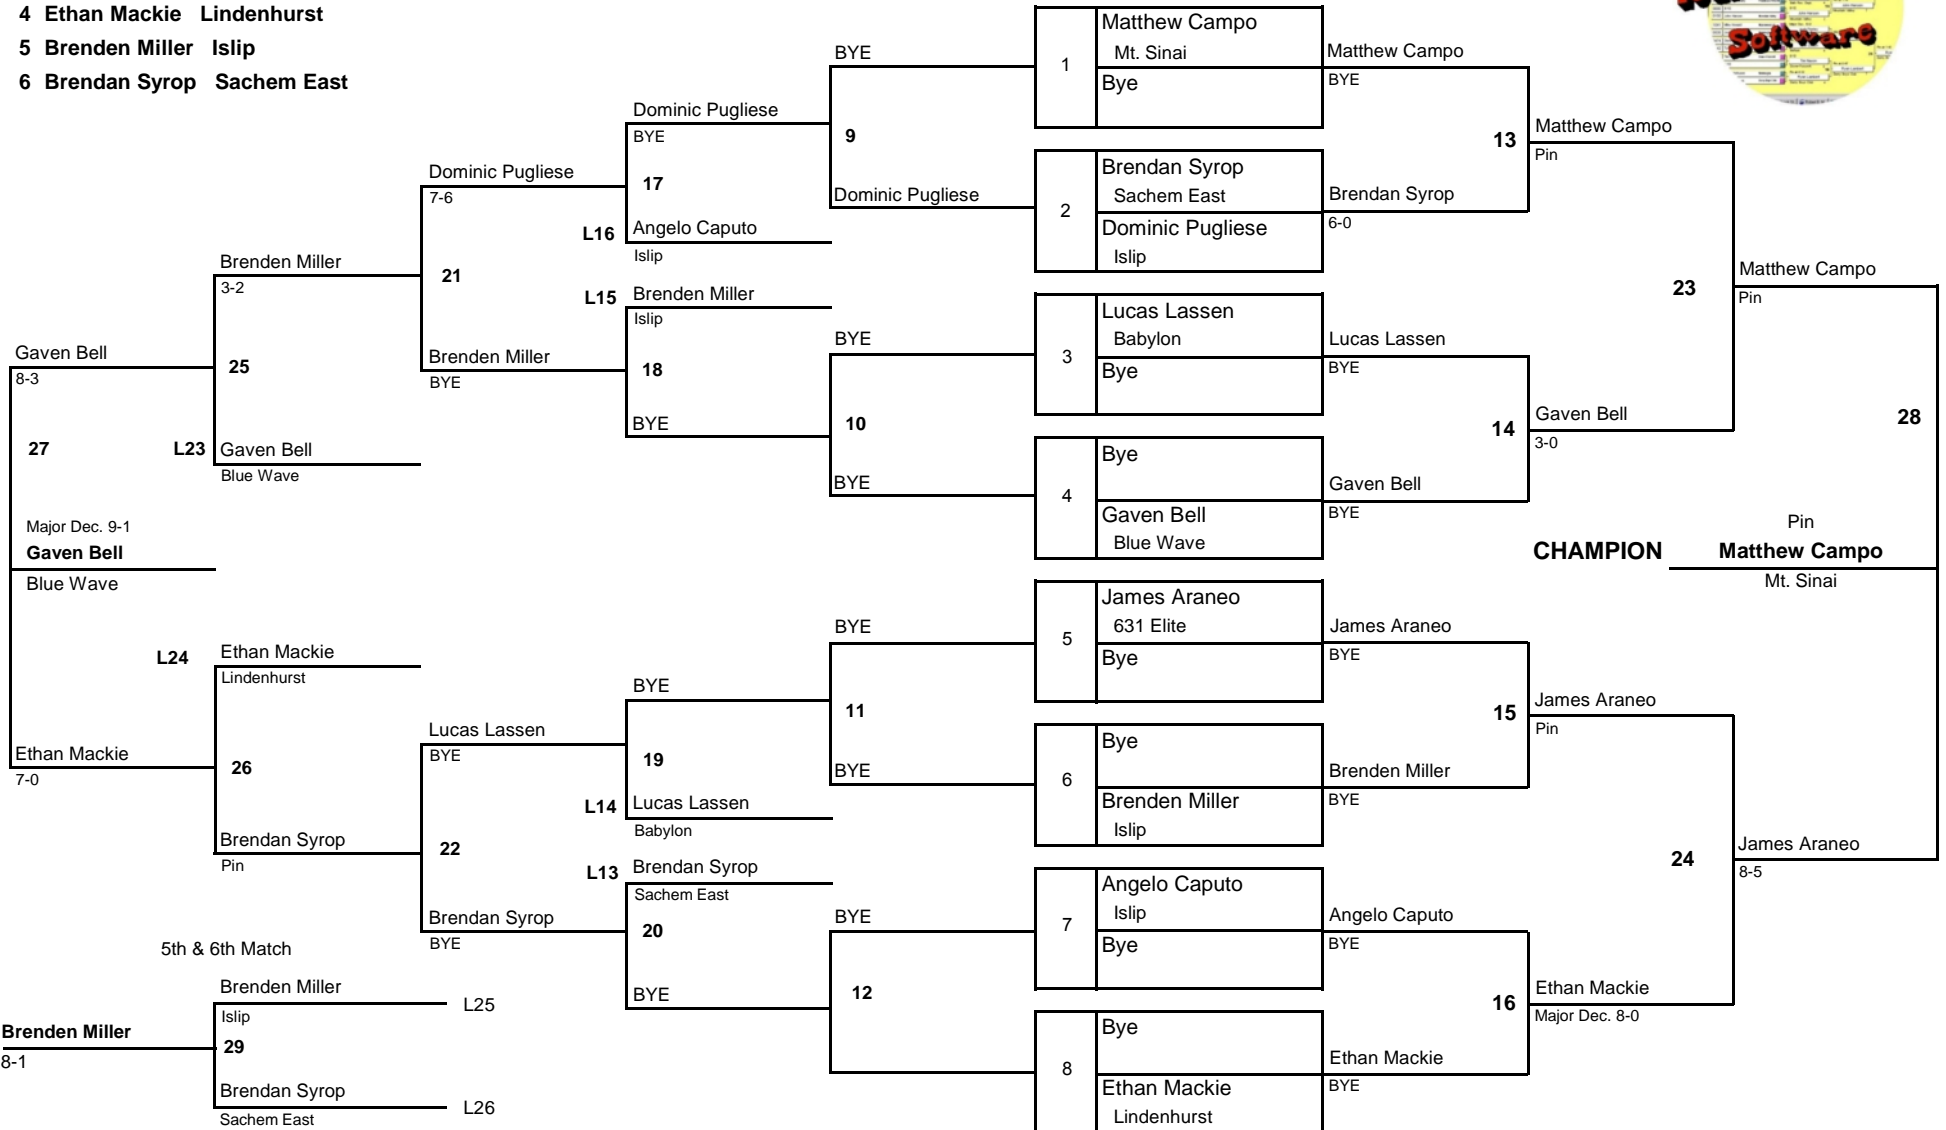 4 Ethan Mackie Lindenhurst
5 Brenden Miller Islip
6 Brendan Syrop Sachem East
Software
BYE
Dominic Pugliese
BYE
9
Dominic Pugliese
17
Dominic Pugliese
7-6
L16 Angelo Caputo
Islip
Brenden Miller
3-2
21
L15 Brenden Miller
Islip
Gaven Bell
8-3
25
Brenden Miller
BYE
18
BYE
BYE
10
BYE
27
L23 Gaven Bell
Blue Wave
Major Dec. 9-1
Gaven Bell
Blue Wave
L24 Ethan Mackie
Lindenhurst
BYE
BYE
11
Lucas Lassen
BYE
19
BYE
Ethan Mackie
7-0
26
L14 Lucas Lassen
Babylon
Brendan Syrop
Pin
22
L13 Brendan Syrop
Sachem East
Brendan Syrop
BYE
20
BYE
BYE
12
5th & 6th Match
Brenden Miller
Islip
L25
Brenden Miller
8-1
29
Brendan Syrop
Sachem East
L26
1
Matthew Campo
Mt. Sinai
Bye
2
Brendan Syrop
Sachem East
Dominic Pugliese
Islip
3
Lucas Lassen
Babylon
Bye
4
Bye
Gaven Bell
Blue Wave
5
James Araneo
631 Elite
Bye
6
Bye
Brenden Miller
Islip
7
Angelo Caputo
Islip
Bye
8
Bye
Ethan Mackie
Lindenhurst
Matthew Campo
BYE
13
Brendan Syrop
6-0
Lucas Lassen
BYE
14
Gaven Bell
BYE
James Araneo
BYE
15
Brenden Miller
BYE
Angelo Caputo
BYE
16
Ethan Mackie
BYE
Matthew Campo
Pin
23
Gaven Bell
3-0
James Araneo
Pin
24
Ethan Mackie
Major Dec. 8-0
Matthew Campo
Pin
28
James Araneo
8-5
Pin
CHAMPION Matthew Campo
Mt. Sinai